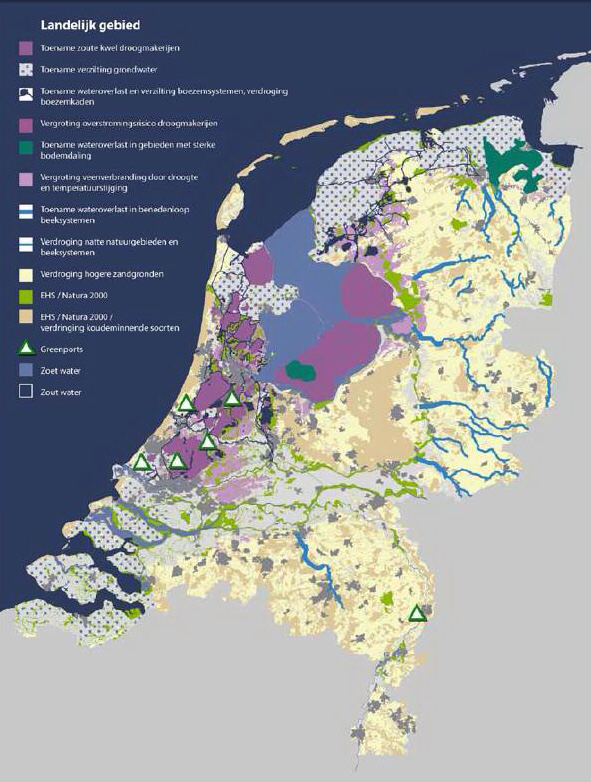 Landelijk gebied
Toename zoute kwel droogmakerijen
Toename verzilting grondwater
Toename wateroverlast en verzilting boezemsystemen, verdroging
boezemkaden
Vergroting overstromingsrisico droogmakerijen
Toename wateroverlast in gebieden met sterke
bodemdaling
Vergroting veenverbranding door droogte
en temperatuurstijging
Toename wateroverlast in benedenloop
beeksystemen
Verdroging natte natuurgebieden en
beeksystemen
Verdroging hogere zandgronden
EHS / Natura 2000
EHS / Natura 2000 /
verdringing koudeminnende soorten
Greenports
Zoet water
Zout water